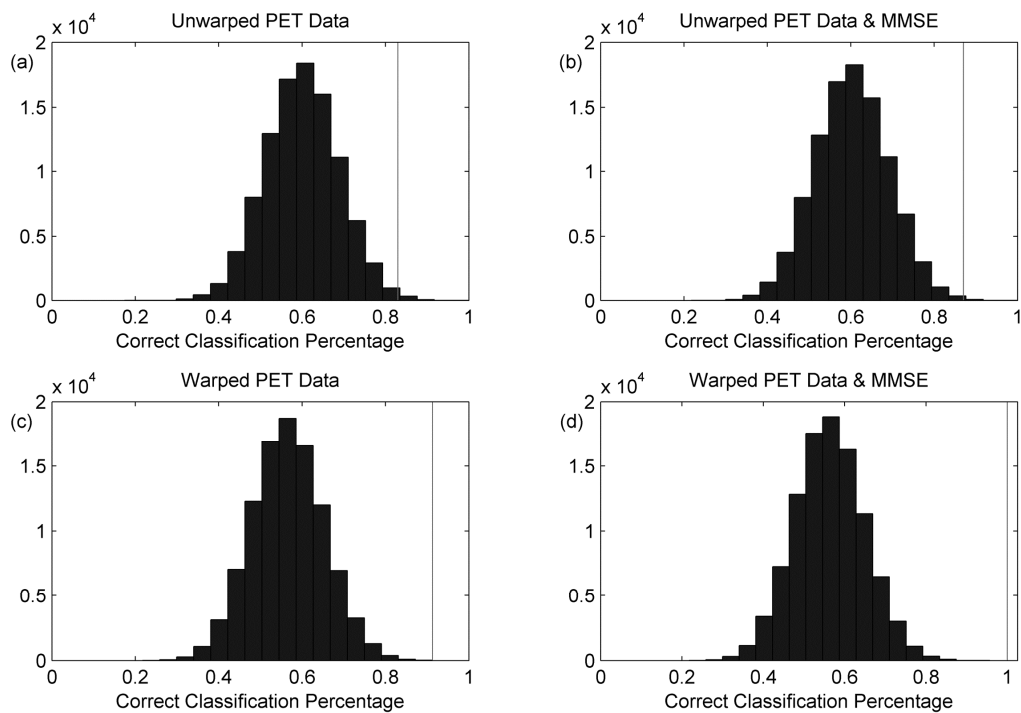 Unwarped PET Data
x 10^4
(a)
2
1.5
1
0.5
0
0 0.2 0.4 0.6 0.8 1
Correct Classification Percentage
Unwarped PET Data & MMSE
x 10^4
(b)
2
1.5
1
0.5
0
0 0.2 0.4 0.6 0.8 1
Correct Classification Percentage
Warped PET Data
x 10^4
(c)
2
1.5
1
0.5
0
0 0.2 0.4 0.6 0.8 1
Correct Classification Percentage
Warped PET Data & MMSE
x 10^4
(d)
2
1.5
1
0.5
0
0 0.2 0.4 0.6 0.8 1
Correct Classification Percentage